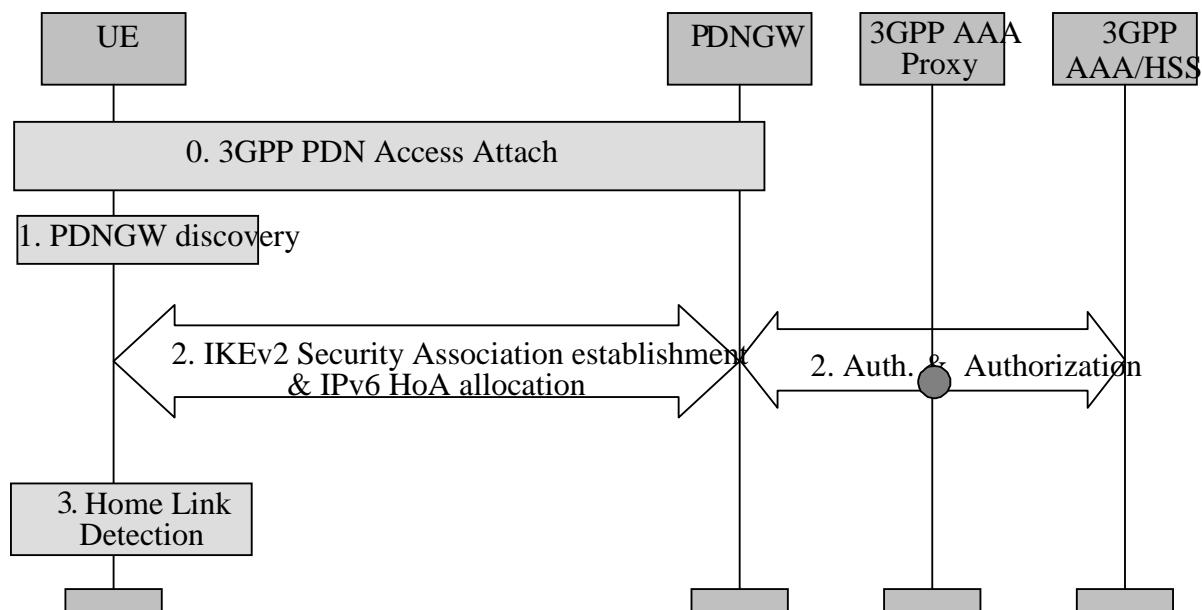 UE
PDNGW
3GPP AAA
Proxy
3GPP
AAA/HSS
0. 3GPP PDN Access Attach
1. PDNGW discovery
2. IKEv2 Security Association establishment
& IPv6 HoA allocation
2. Auth. & Authorization
3. Home Link
Detection